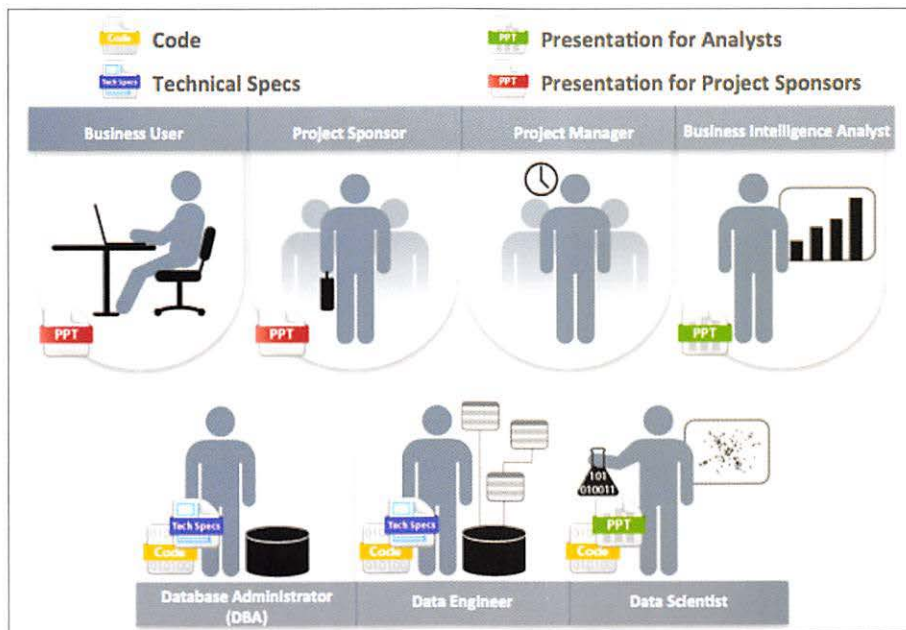 Code
Code
PPT
Presentation for Analysts
Tech Specs
Technical Specs
PPT
Presentation for Project Sponsors
Business User
Project Sponsor
Project Manager
Business Intelligence Analyst
PPT
PPT
PPT
101
010011
Tech Specs
Code
Tech Specs
Code
PPT
Code
Database Administrator
(DBA)
Data Engineer
Data Scientist